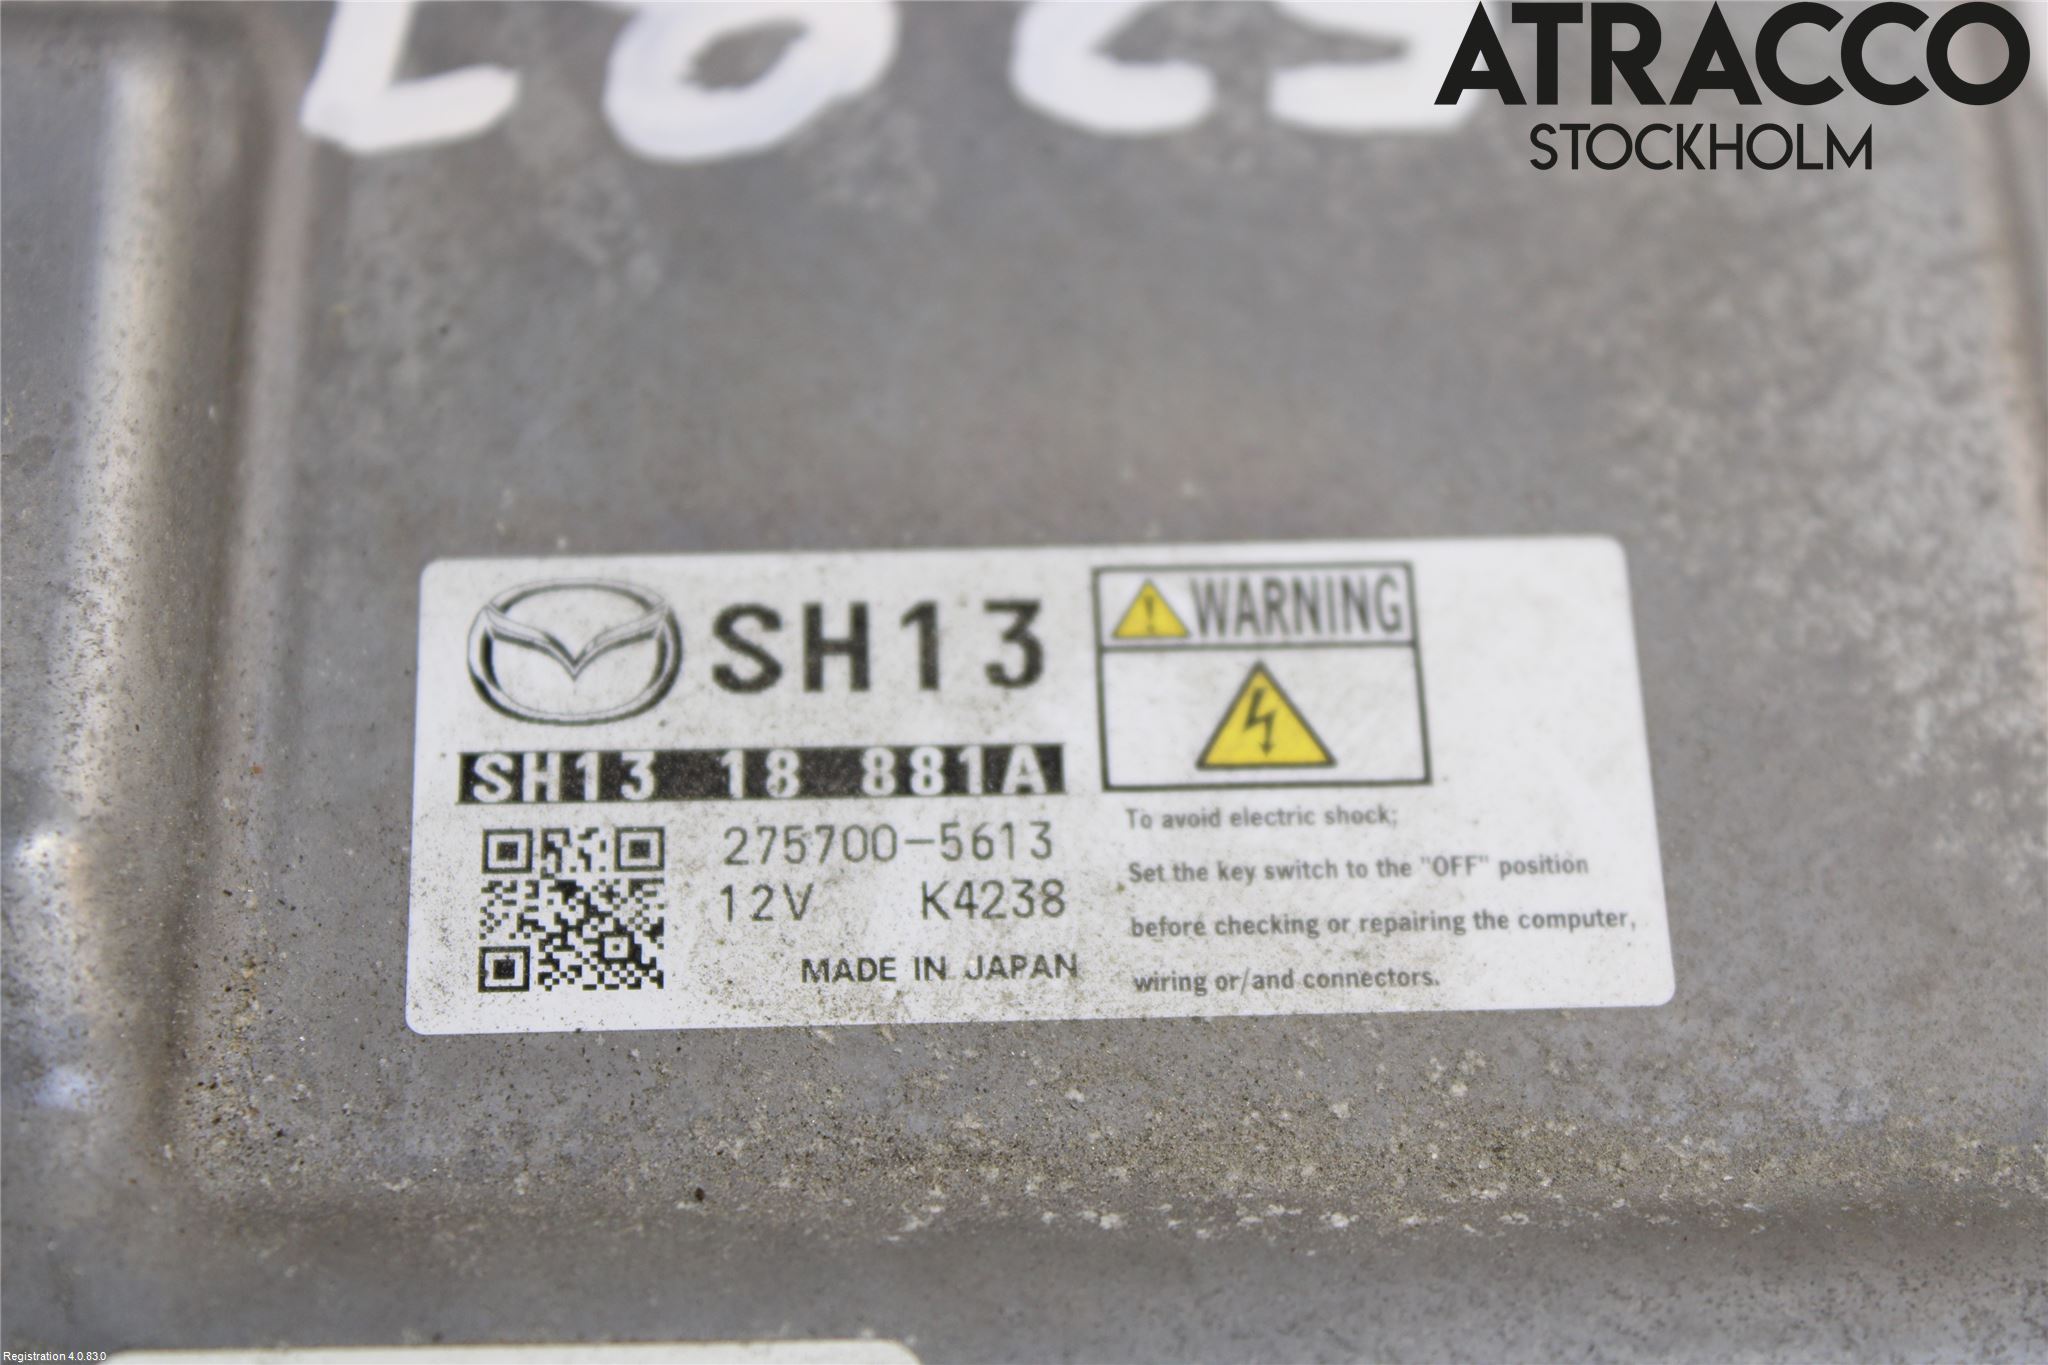 ATRACCO
STOCKHOLM
SH13
WARNING
SH13 18 881A
275700-5613
12V K4238
MADE IN JAPAN
To avoid electric shock;
Set the key switch to the "OFF" position
before checking or repairing the computer,
wiring or/and connectors.
Registration 4.0.83.0